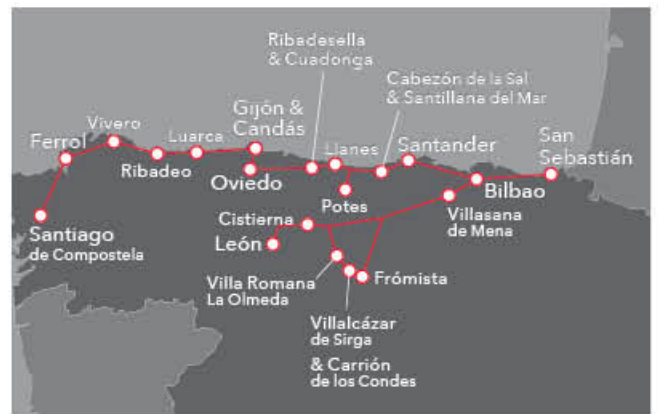 Ribadesella
& Cuadonga
Cabezón de la Sal
& Santillana del Mar
Vivero
Gijón &
Candás
Ferrol
Luarca
Llanes
Santander
San
Sebastián
Ribadeo
Oviedo
Potes
Bilbao
Cistierna
Villasana
de Mena
Santiago
de Compostela
León
Villa Romana
La Olmeda
Frómista
Villalcázar
de Sirga
& Carrión
de los Condes